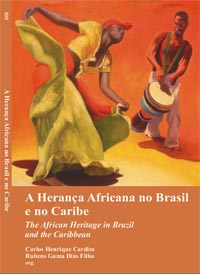 A Herança Africana no Brasil e no Caribe
A Herança Africana no Brasil
e no Caribe
The African Heritage in Brazil
and the Caribbean
Carlos Henrique Cardim
Rubens Gama Dias Filho
org.